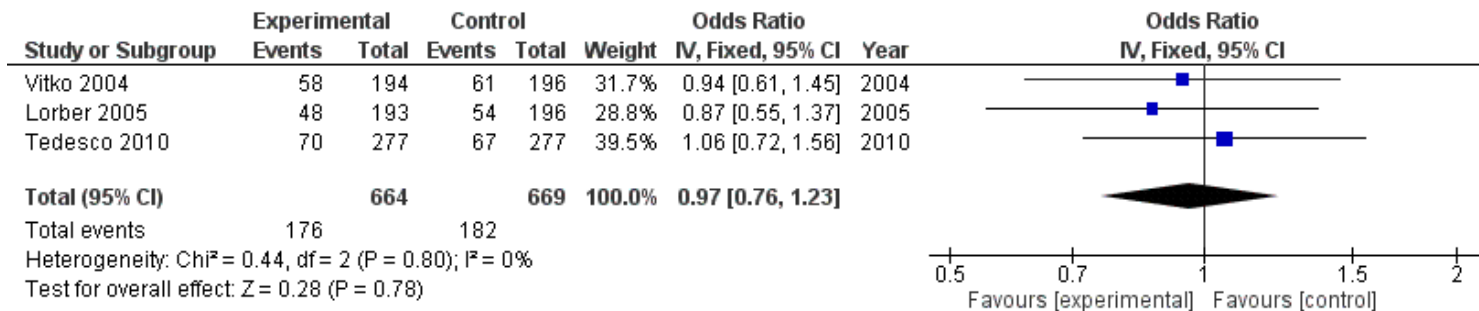 Experimental Control Odds Ratio Odds Ratio
Study or Subgroup Events Total Events Total Weight IV, Fixed, 95% CI Year IV, Fixed, 95% CI
Vitko 2004 58 194 61 196 31.7% 0.94 [0.61, 1.45] 2004
Lorber 2005 48 193 54 196 28.8% 0.87 [0.55, 1.37] 2005
Tedesco 2010 70 277 67 277 39.5% 1.06 [0.72, 1.56] 2010
Total (95% CI) 664 669 100.0% 0.97 [0.76, 1.23]
Total events 176 182
Heterogeneity: Chi² = 0.44, df = 2 (P = 0.80); I² = 0%
Test for overall effect: Z = 0.28 (P = 0.78)
0.5 0.7 1 1.5 2
Favours [experimental] Favours [control]